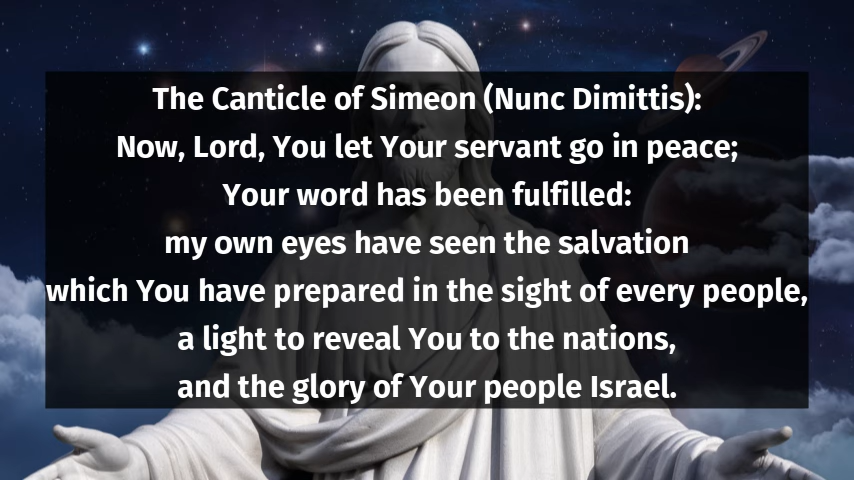 The Canticle of Simeon (Nunc Dimittis):
Now, Lord, You let Your servant go in peace;
Your word has been fulfilled:
my own eyes have seen the salvation
which You have prepared in the sight of every people,
a light to reveal You to the nations,
and the glory of Your people Israel.